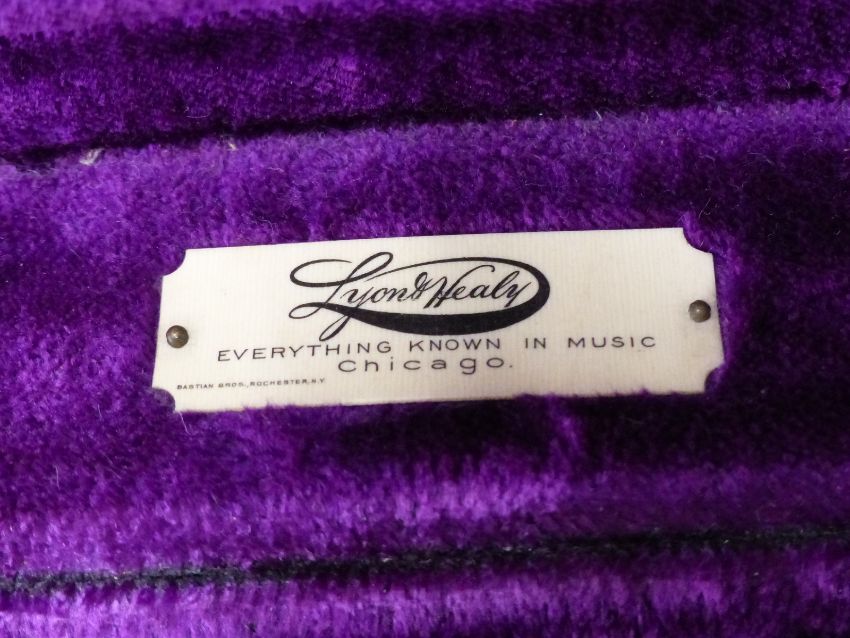 Lyon & Healy
EVERYTHING KNOWN IN MUSIC
Chicago.
BASTIAN BROS., ROCHESTER, N.Y.